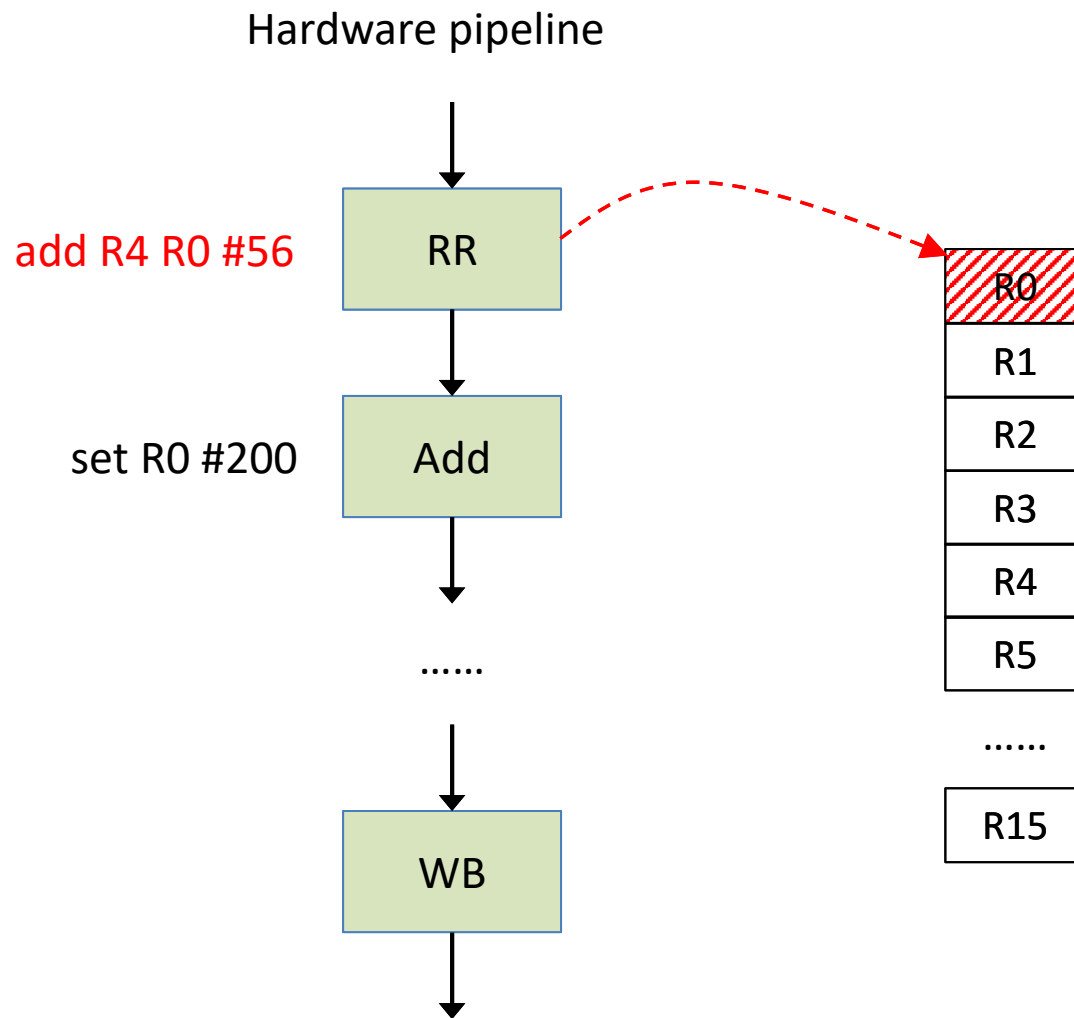 Hardware pipeline
add R4 R0 #56
RR
R0
R1
set R0 #200
Add
R2
R3
R4
R5
......
......
R15
WB